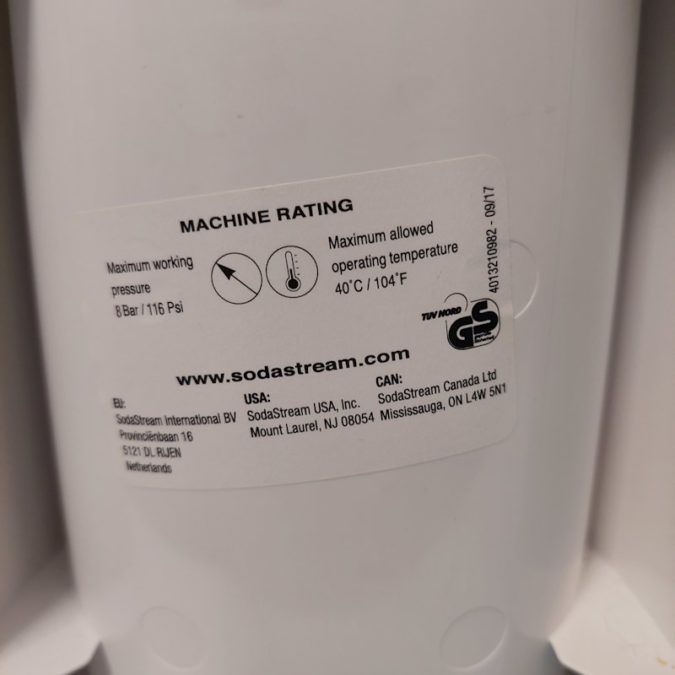 MACHINE RATING
Maximum working
pressure
8 Bar / 116 Psi
Maximum allowed
operating temperature
40°C / 104°F
4013210982 - 09/17
TUV NORD
GS
www.sodastream.com
EU:
SodaStream International BV
Provinciënbaan 16
5121 DL RIJEN
Netherlands
USA:
SodaStream USA, Inc.
Mount Laurel, NJ 08054
CAN:
SodaStream Canada Ltd
Mississauga, ON L4W 5N1